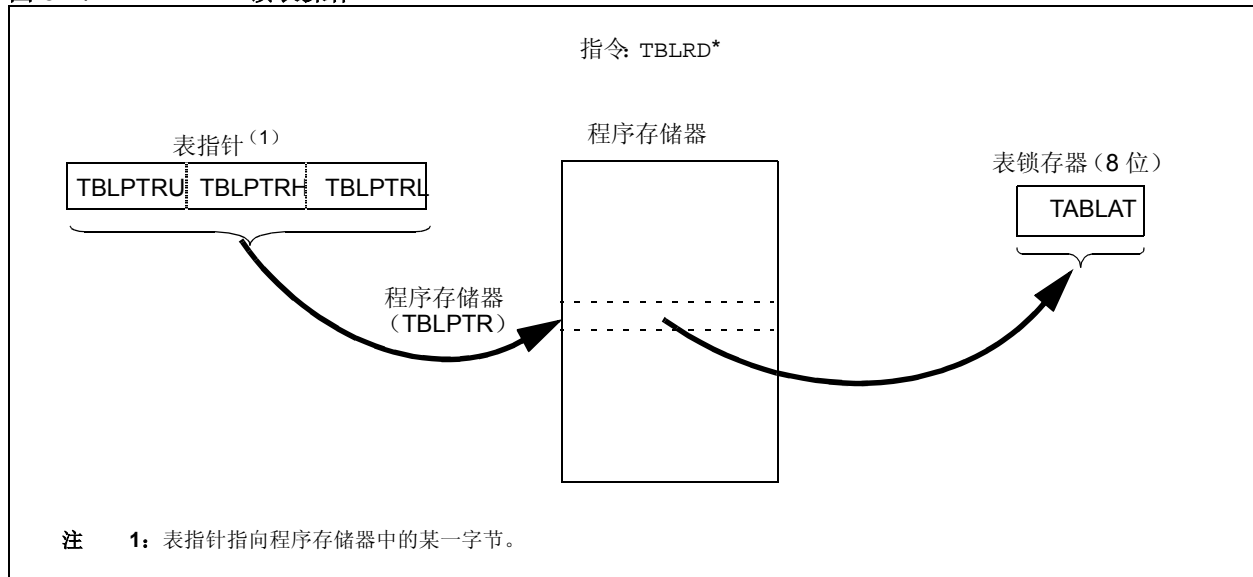 指令: TBLRD*
表指针（1）
TBLPTRU TBLPTRH TBLPTRL
程序存储器
表锁存器（8 位）
TABLAT
程序存储器
（TBLPTR）
注 1：表指针指向程序存储器中的某一字节。